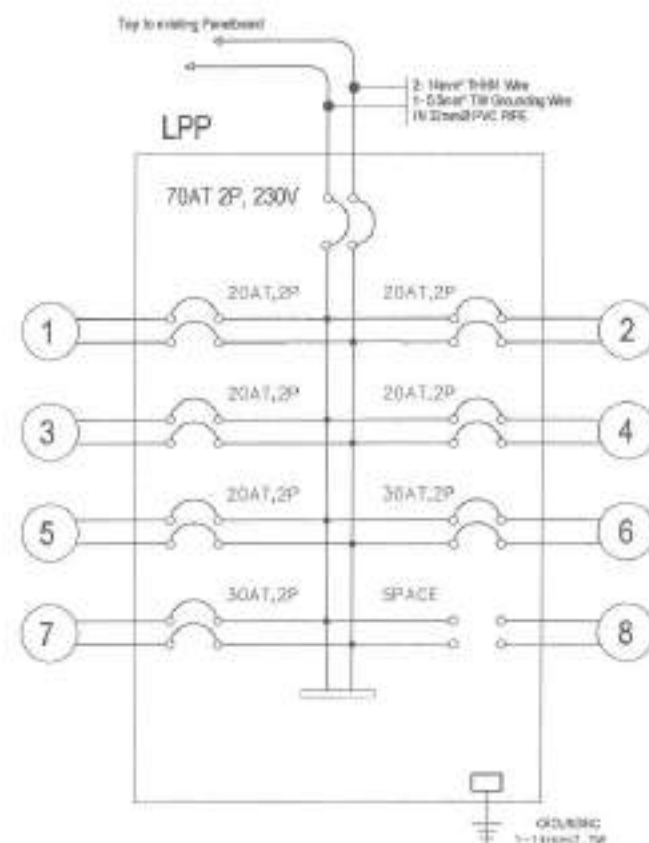 Tap to existing Panelboard
2- 14mm² THHN Wire
1- 5.5mm² TW Grounding Wire
IN 32mmØ PVC PIPE
LPP
70AT 2P, 230V
20AT,2P 20AT,2P
1 2
20AT,2P 20AT,2P
3 4
20AT,2P 30AT,2P
5 6
30AT,2P SPACE
7 8
GROUNDING